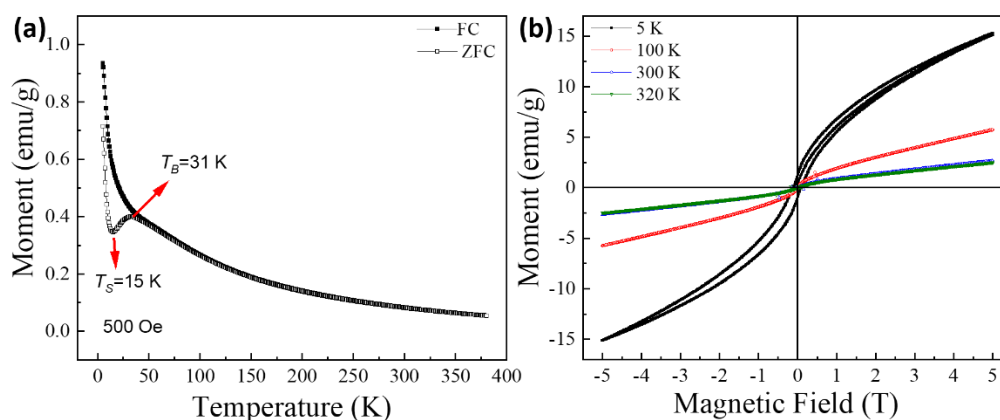 (a)
FC
ZFC
T_B=31 K
T_S=15 K
500 Oe
Moment (emu/g)
1.0
0.8
0.6
0.4
0.2
0.0
0 50 100 150 200 250 300 350 400
Temperature (K)
(b)
5 K
100 K
300 K
320 K
Moment (emu/g)
15
10
5
0
-5
-10
-15
-5 -4 -3 -2 -1 0 1 2 3 4 5
Magnetic Field (T)